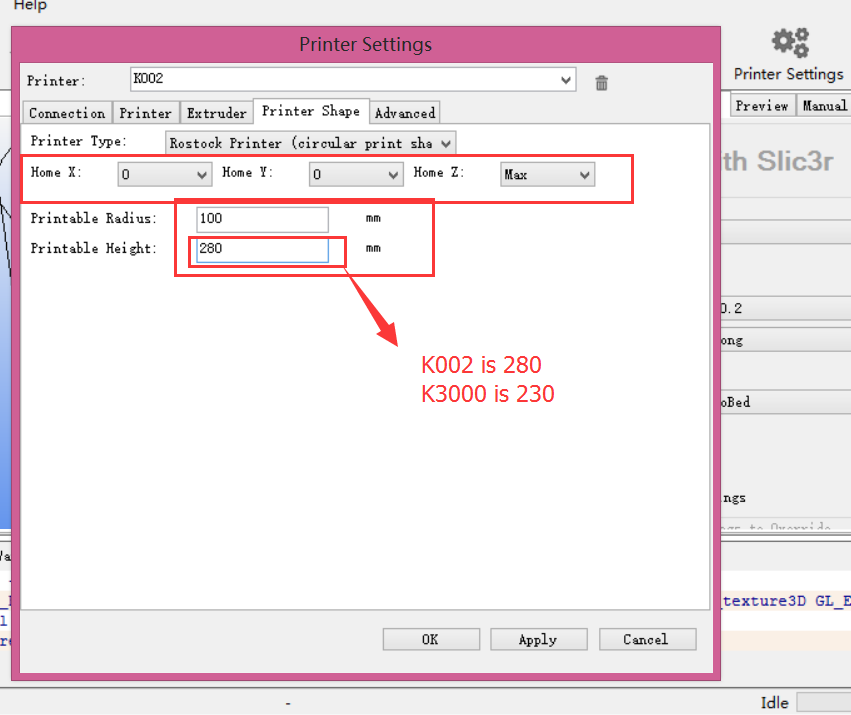 Help
Printer Settings
Printer: K002
Printer Settings
Connection Printer Extruder Printer Shape Advanced
Preview Manual
Printer Type: Rostock Printer (circular print sha
th Slic3r
Home X: 0 Home Y: 0 Home Z: Max
Printable Radius: 100 mm
Printable Height: 280 mm
0.2
ong
K002 is 280
K3000 is 230
oBed
ngs
texture3D GL_E
OK Apply Cancel
- Idle